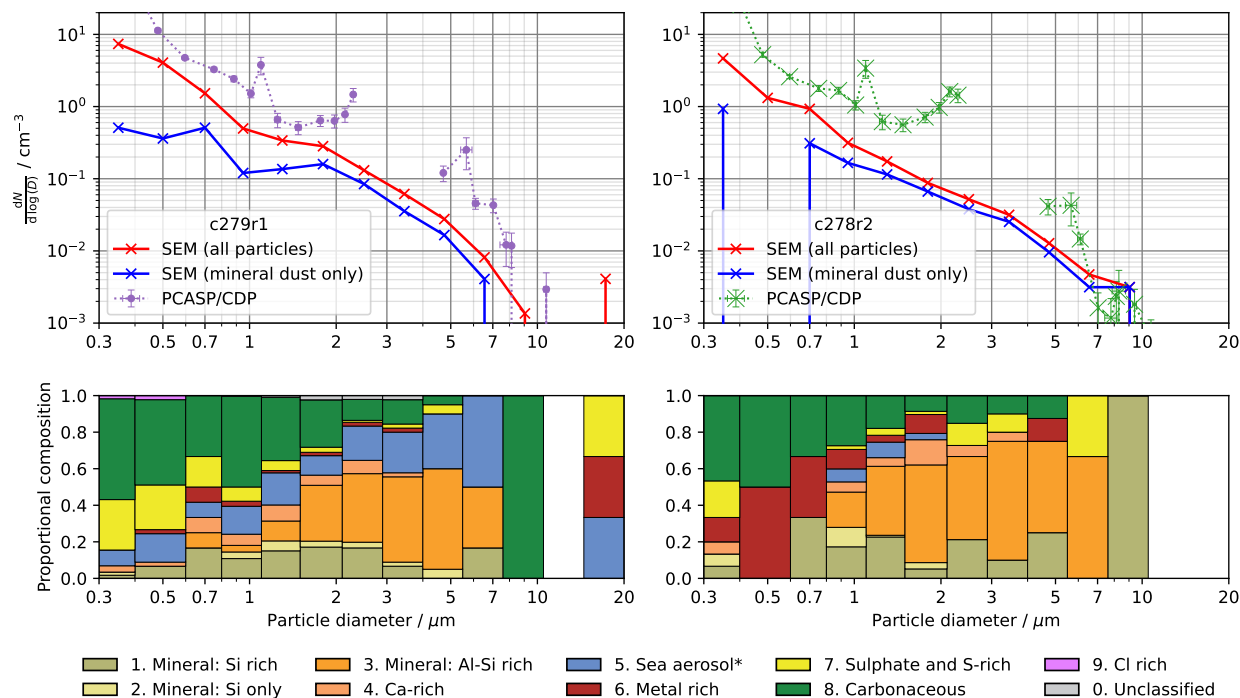 10¹
10⁰
10⁻¹
10⁻²
10⁻³
dN
dlog(D) / cm⁻³
c279r1
SEM (all particles)
SEM (mineral dust only)
PCASP/CDP
0.3 0.5 0.7 1 2 3 5 7 10 20
10¹
10⁰
10⁻¹
10⁻²
10⁻³
c278r2
SEM (all particles)
SEM (mineral dust only)
PCASP/CDP
0.3 0.5 0.7 1 2 3 5 7 10 20
Proportional composition
1.0
0.8
0.6
0.4
0.2
0.0
0.3 0.5 0.7 1 2 3 5 7 10 20
Particle diameter / μm
1.0
0.8
0.6
0.4
0.2
0.0
0.3 0.5 0.7 1 2 3 5 7 10 20
Particle diameter / μm
1. Mineral: Si rich
2. Mineral: Si only
3. Mineral: Al-Si rich
4. Ca-rich
5. Sea aerosol*
6. Metal rich
7. Sulphate and S-rich
8. Carbonaceous
9. Cl rich
0. Unclassified